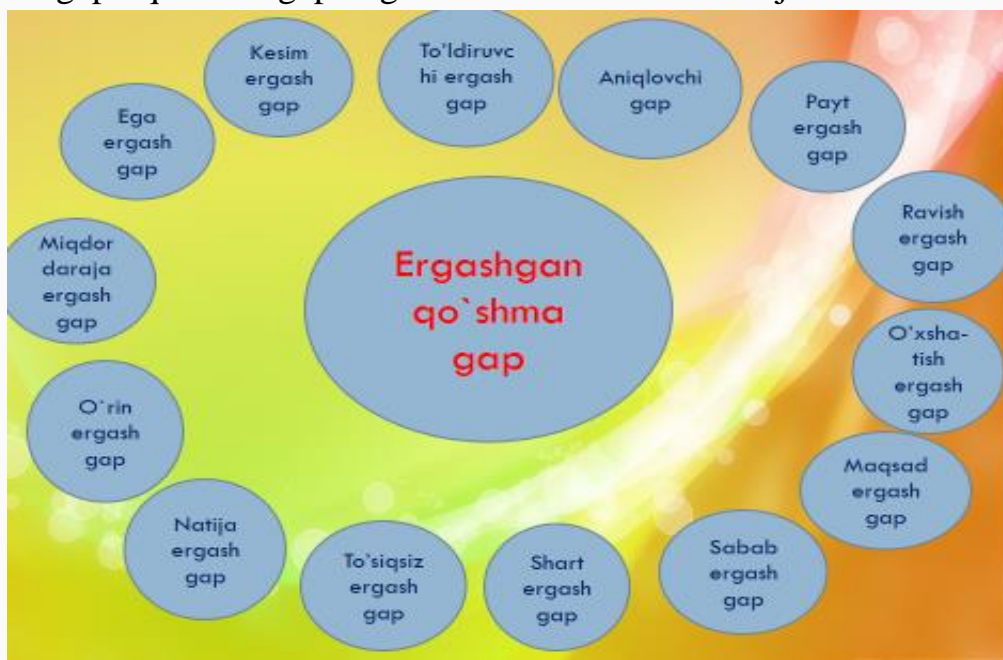 Kesim
ergash
gap
To'ldiruvc
hi ergash
gap
Aniqlovchi
gap
Payt
ergash
gap
Ravish
ergash
gap
O'xsha-
tish
ergash
gap
Maqsad
ergash
gap
Sabab
ergash
gap
Shart
ergash
gap
To'siqsiz
ergash
gap
Natija
ergash
gap
O`rin
ergash
gap
Miqdor
daraja
ergash
gap
Ega
ergash
gap
Ergashgan
qo`shma
gap